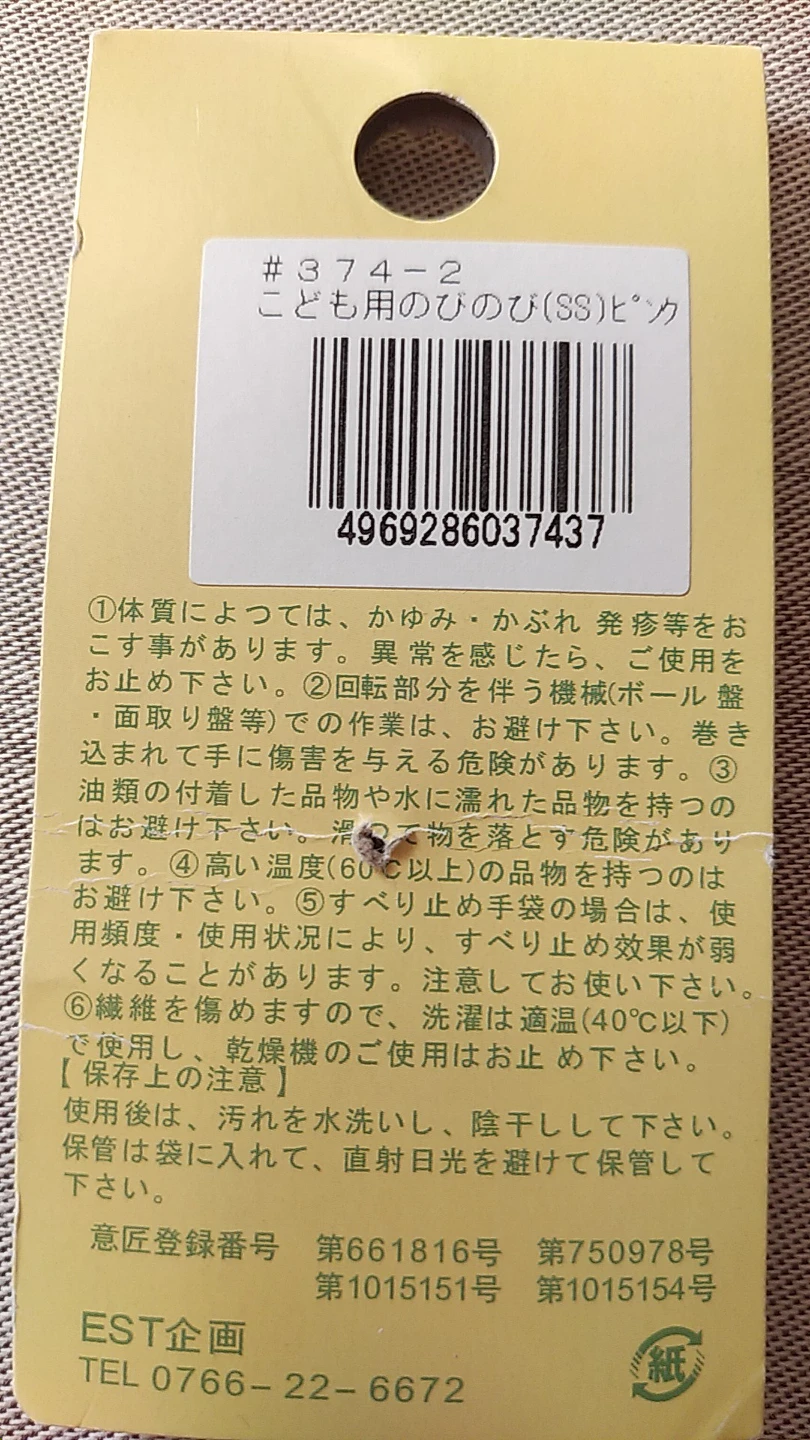 ＃３７４－２
こども用のびのび(SS)ﾋﾟﾝｸ
4969286037437
①体質によつては、かゆみ・かぶれ 発疹等をお
こす事があります。異常を感じたら、ご使用を
お止め下さい。②回転部分を伴う機械(ボール盤
・面取り盤等)での作業は、お避け下さい。巻き
込まれて手に傷害を与える危険があります。③
油類の付着した品物や水に濡れた品物を持つの
はお避け下さい。滑 て物を落とす危険があり
ます。④高い温度(60℃以上)の品物を持つのは
お避け下さい。⑤すべり止め手袋の場合は、使
用頻度・使用状況により、すべり止め効果が弱
くなることがあります。注意してお使い下さい。
⑥繊維を傷めますので、洗濯は適温(40℃以下)
で使用し、乾燥機のご使用はお止め下さい。
【保存上の注意】
使用後は、汚れを水洗いし、陰干しして下さい。
保管は袋に入れて、直射日光を避けて保管して
下さい。
意匠登録番号 第661816号 第750978号
第1015151号 第1015154号
EST企画
TEL 0766-22-6672
紙